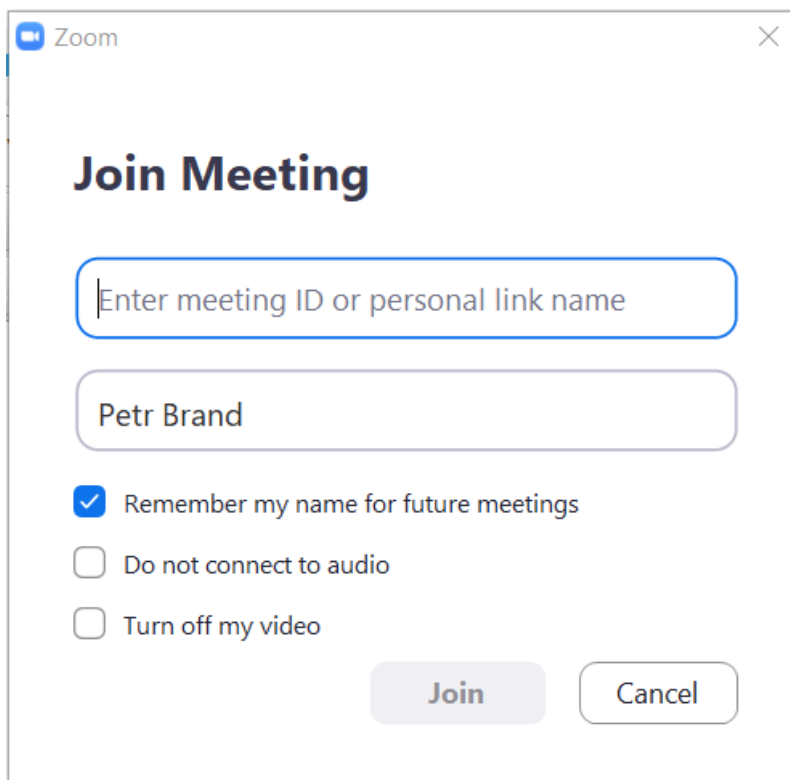 Zoom
Join Meeting
Enter meeting ID or personal link name
Petr Brand
Remember my name for future meetings
Do not connect to audio
Turn off my video
Join Cancel